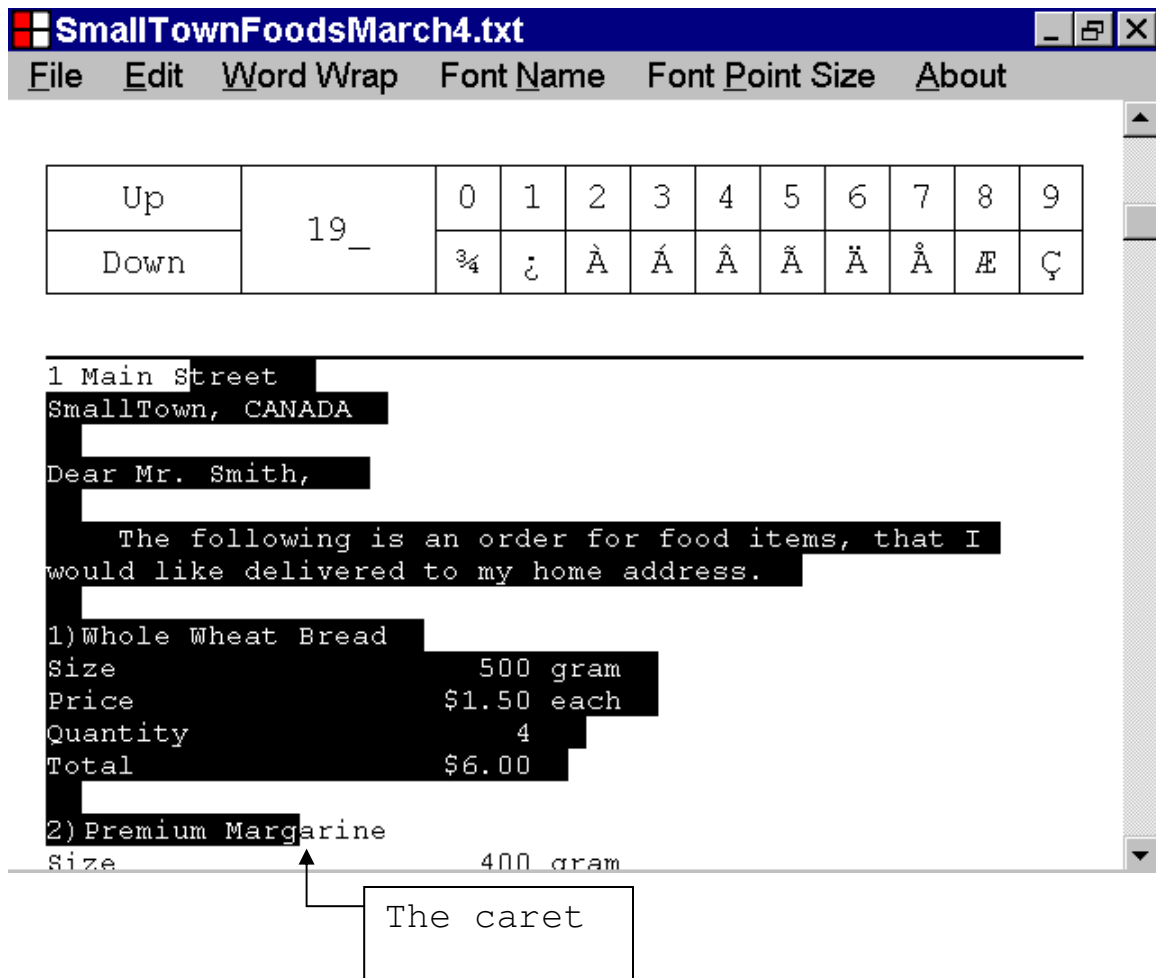 SmallTownFoodsMarch4.txt
File Edit Word Wrap Font Name Font Point Size About
Up 19_ 0 1 2 3 4 5 6 7 8 9
Down ¾ ¿ À Á Â Ã Ä Å Æ Ç
1 Main Street
SmallTown, CANADA
Dear Mr. Smith,
The following is an order for food items, that I
would like delivered to my home address.
1)Whole Wheat Bread
Size 500 gram
Price $1.50 each
Quantity 4
Total $6.00
2)Premium Margarine
Size 400 gram
The caret